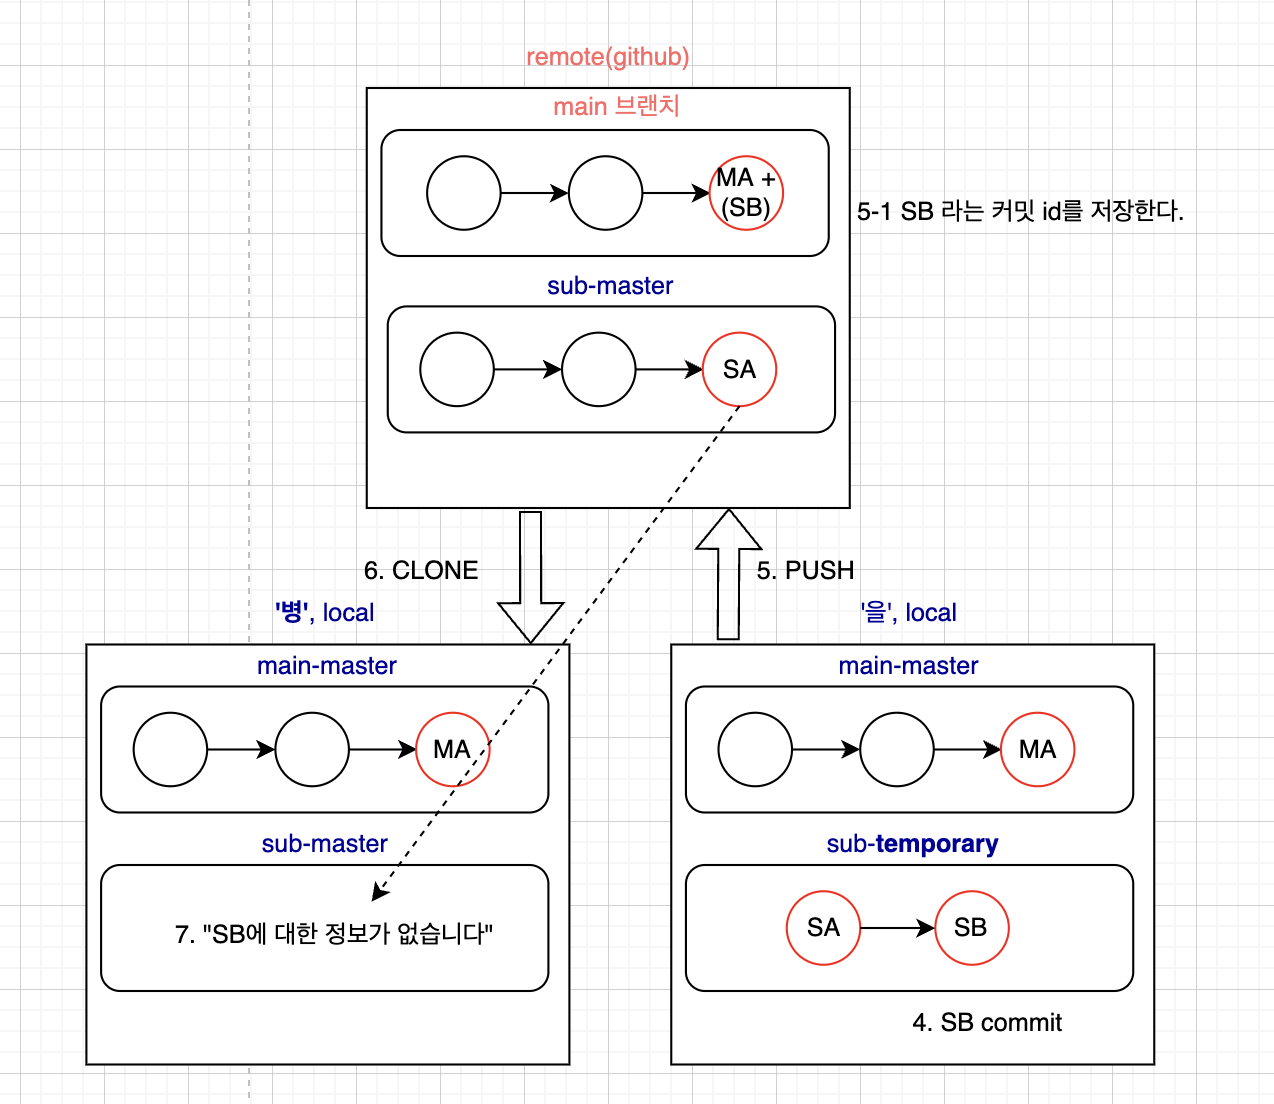 remote(github)
main 브랜치
MA +
(SB)
5-1 SB 라는 커밋 id를 저장한다.
sub-master
SA
6. CLONE
5. PUSH
'병', local
'을', local
main-master
main-master
MA
MA
sub-master
sub-temporary
7. "SB에 대한 정보가 없습니다"
SA
SB
4. SB commit